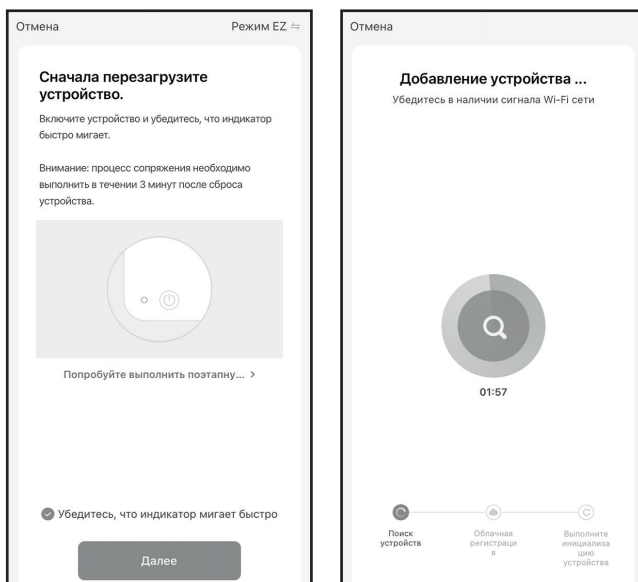 Отмена
Режим EZ ⇋
Сначала перезагрузите
устройство.
Включите устройство и убедитесь, что индикатор
быстро мигает.
Внимание: процесс сопряжения необходимо
выполнить в течении 3 минут после сброса
устройства.
Попробуйте выполнить поэтапну... >
Убедитесь, что индикатор мигает быстро
Далее
Отмена
Добавление устройства ...
Убедитесь в наличии сигнала Wi-Fi сети
01:57
Поиск
устройств
Облачная
регистраци
я
Выполните
инициализа
цию
устройства